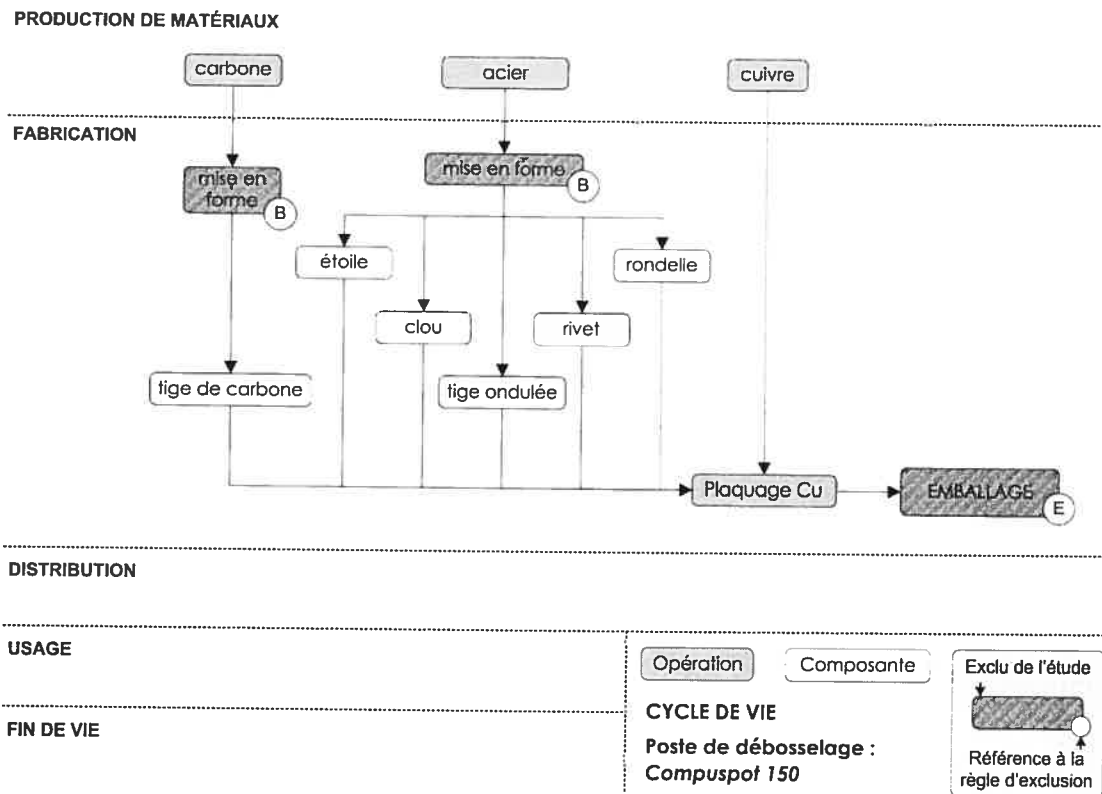 PRODUCTION DE MATÉRIAUX
carbone
acier
cuivre
FABRICATION
mise en
forme
B
mise en forme
B
étoile
rondelle
clou
rivet
tige de carbone
tige ondulée
Plaquage Cu
EMBALLAGE
E
DISTRIBUTION
USAGE
FIN DE VIE
Opération
Composante
Exclu de l'étude
CYCLE DE VIE
Poste de débosselage :
Compuspot 150
Référence à la
règle d'exclusion